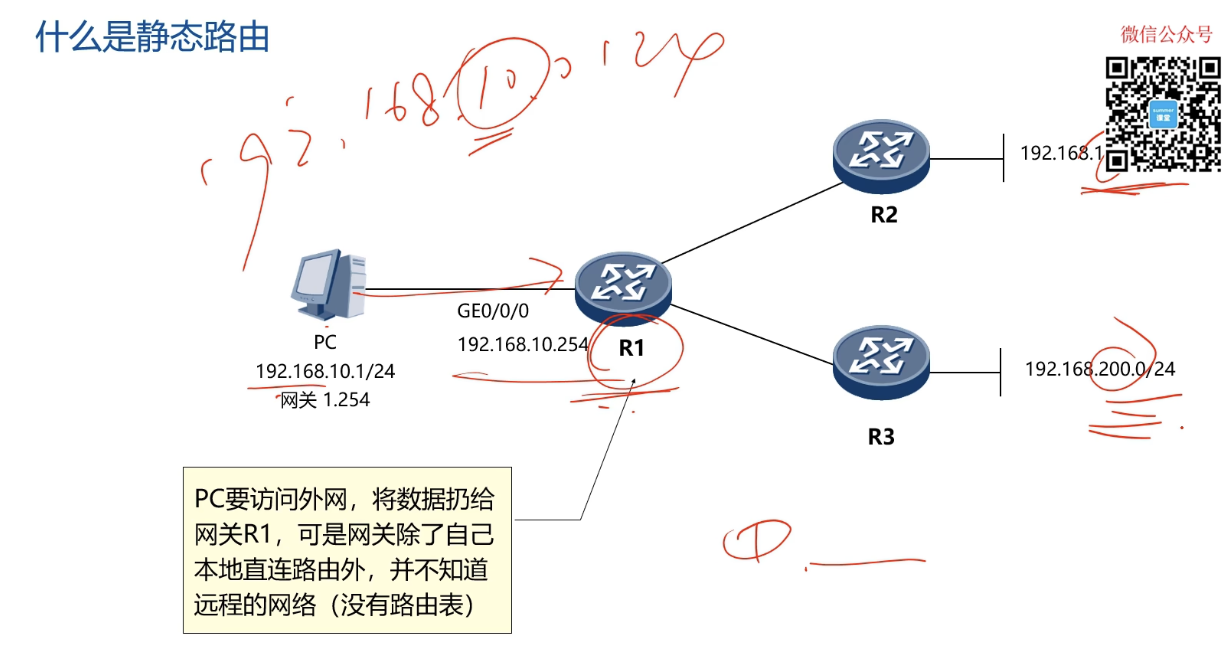 什么是静态路由
微信公众号
192.168.10.0 124
summer
课堂
192.168.1
R2
GE0/0/0
192.168.10.254
R1
PC
192.168.10.1/24
网关 1.254
192.168.200.0/24
R3
PC要访问外网，将数据扔给
网关R1，可是网关除了自己
本地直连路由外，并不知道
远程的网络（没有路由表）
①